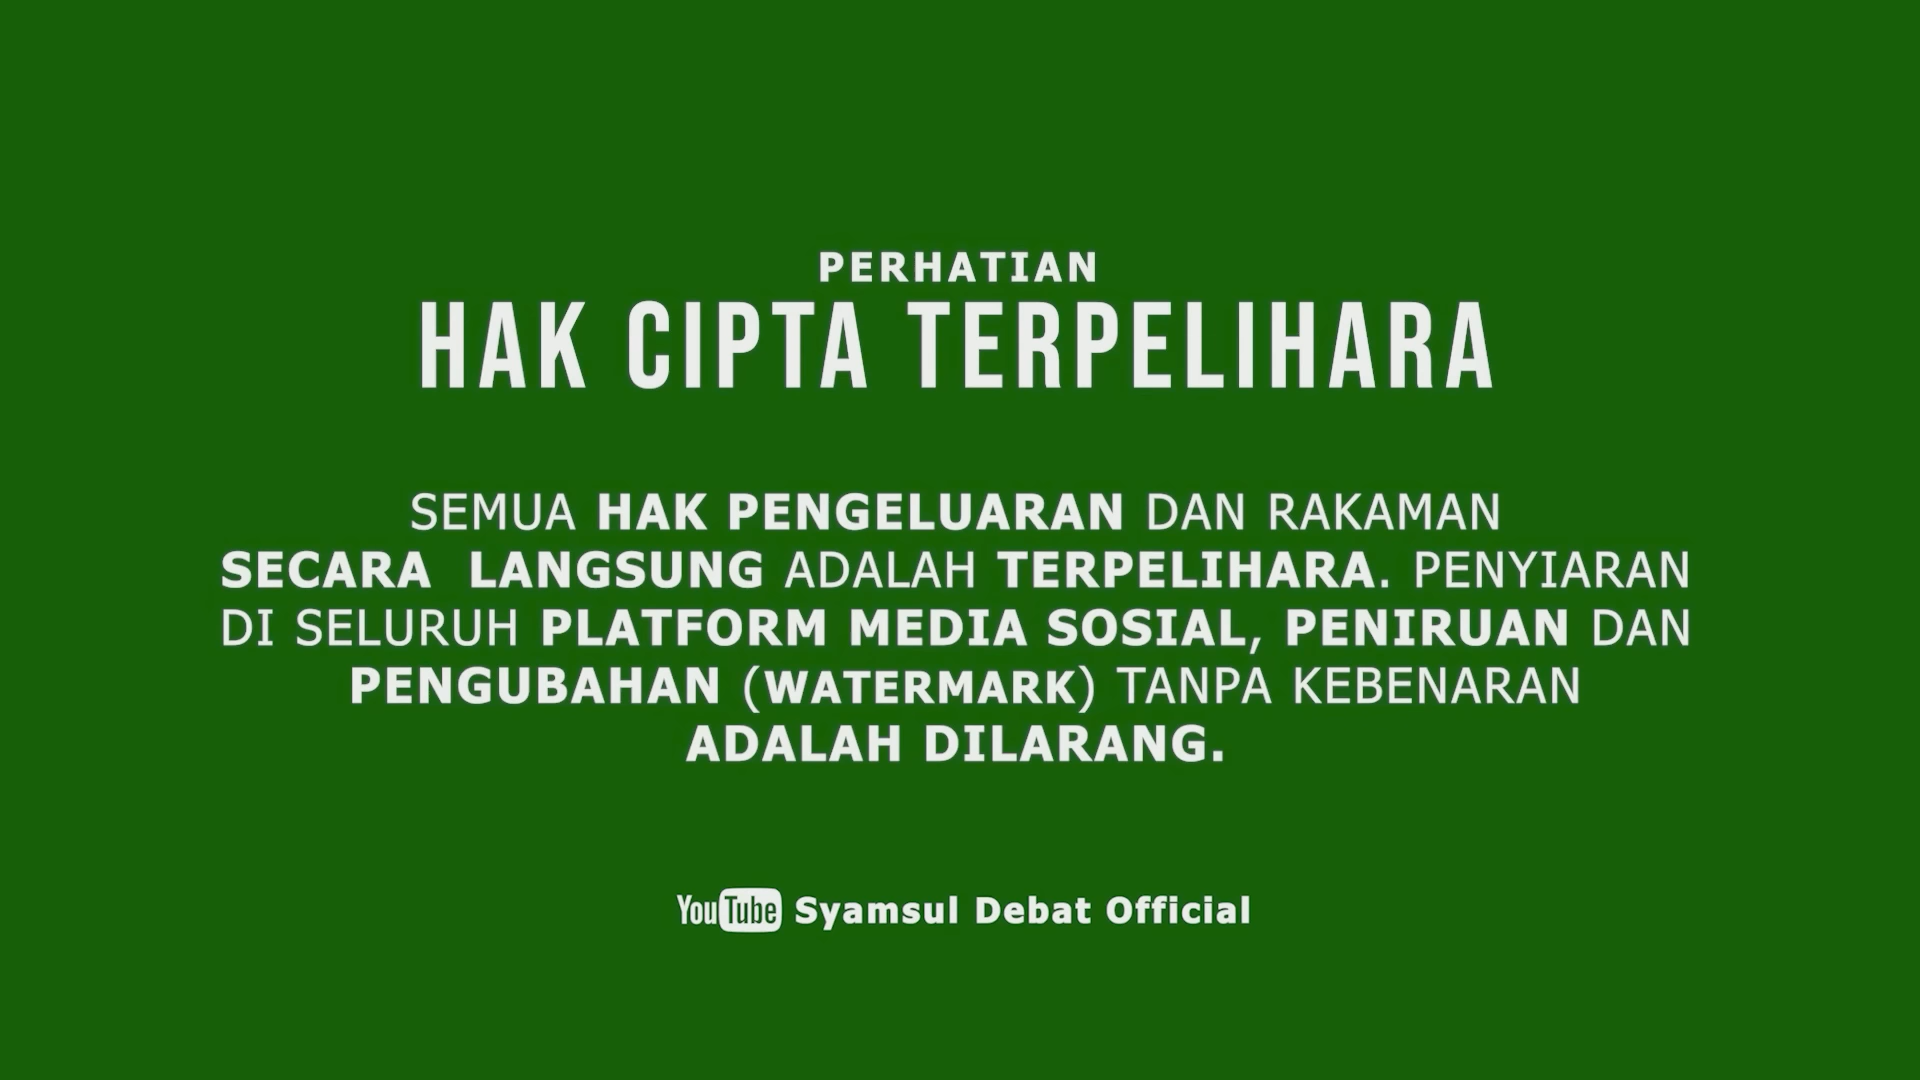 PERHATIAN
HAK CIPTA TERPELIHARA
SEMUA HAK PENGELUARAN DAN RAKAMAN
SECARA  LANGSUNG ADALAH TERPELIHARA. PENYIARAN
DI SELURUH PLATFORM MEDIA SOSIAL, PENIRUAN DAN
PENGUBAHAN (WATERMARK) TANPA KEBENARAN
ADALAH DILARANG.
YouTube Syamsul Debat Official